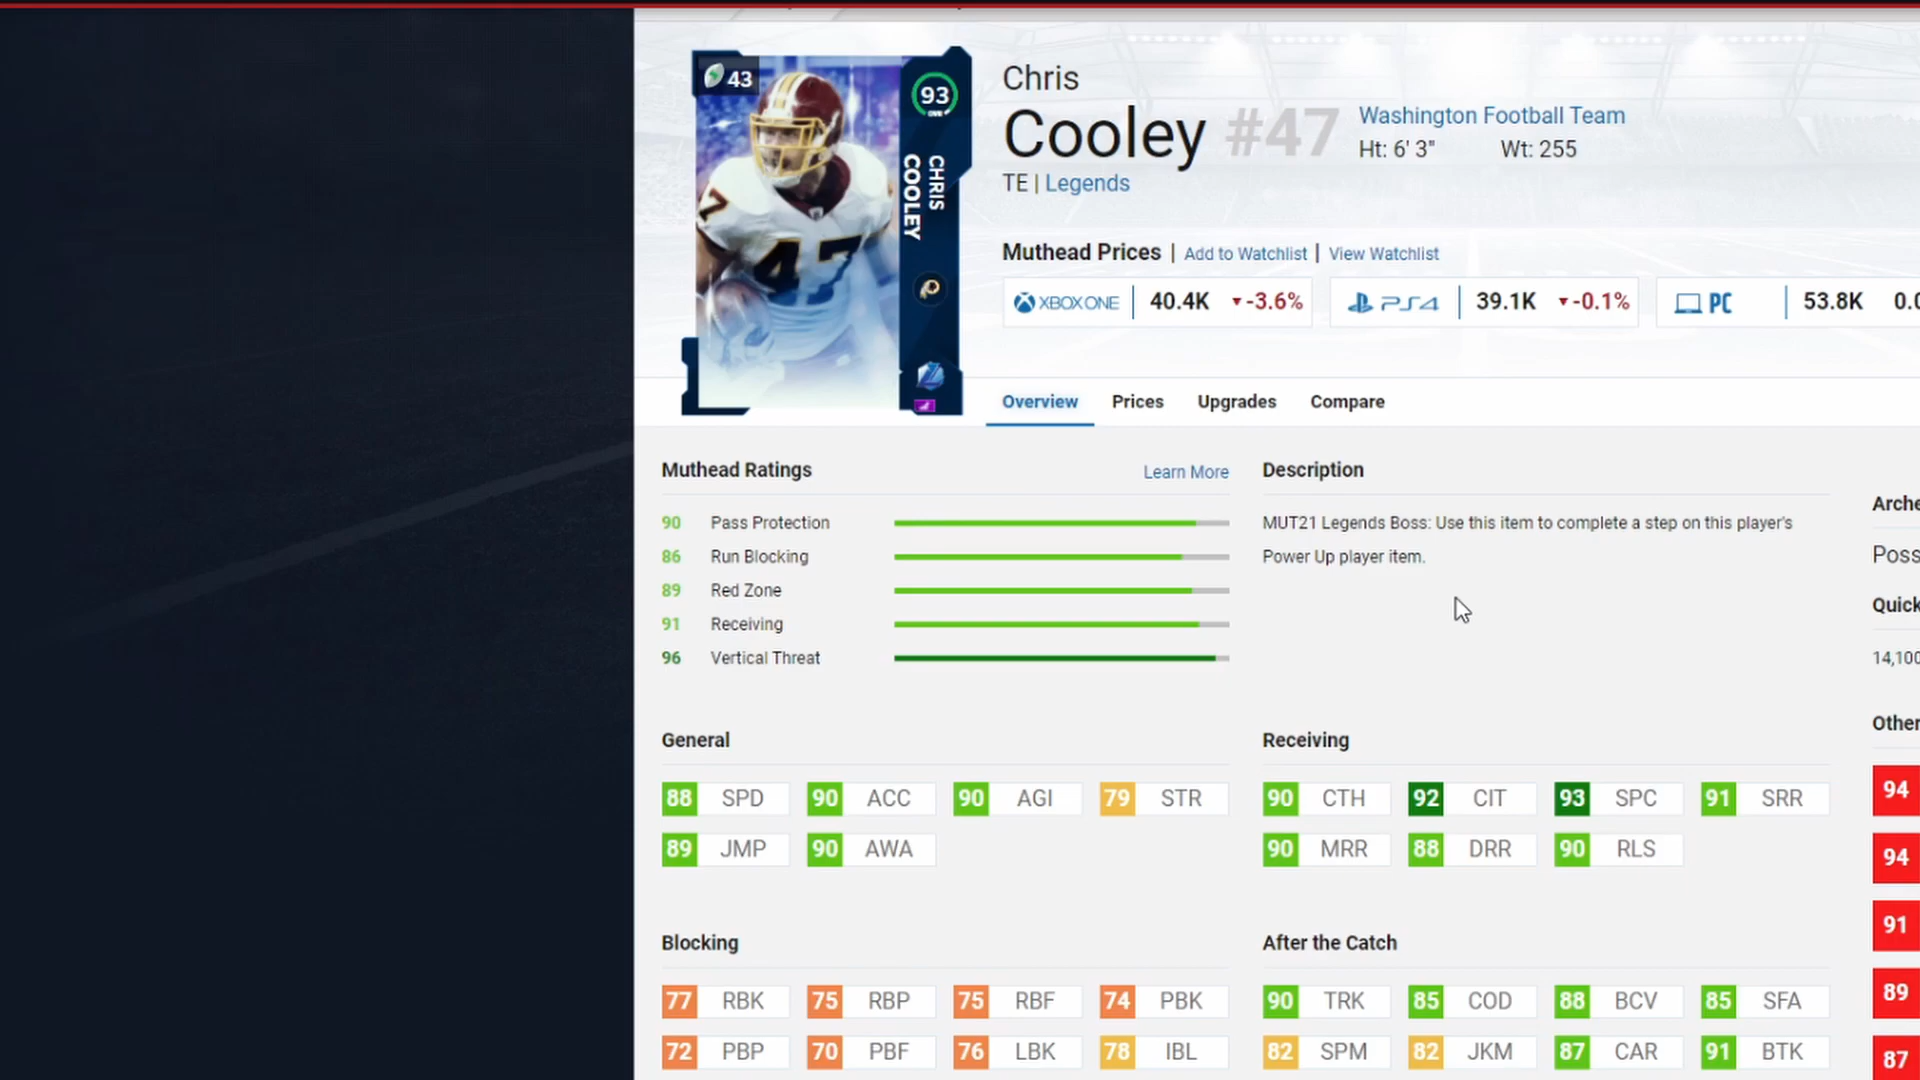 43
93
OVR
CHRIS
COOLEY
47
Chris
Cooley #47
Washington Football Team
Ht: 6' 3" Wt: 255
TE | Legends
Muthead Prices | Add to Watchlist | View Watchlist
XBOX ONE 40.4K ▼-3.6% PS4 39.1K ▼-0.1% PC 53.8K 0.0
Overview Prices Upgrades Compare
Muthead Ratings Learn More
90 Pass Protection
86 Run Blocking
89 Red Zone
91 Receiving
96 Vertical Threat
Description
MUT21 Legends Boss: Use this item to complete a step on this player's
Power Up player item.
Arche
Poss
Quick
14,100
Other
94
94
91
89
87
General
88 SPD 90 ACC 90 AGI 79 STR
89 JMP 90 AWA
Receiving
90 CTH 92 CIT 93 SPC 91 SRR
90 MRR 88 DRR 90 RLS
Blocking
77 RBK 75 RBP 75 RBF 74 PBK
72 PBP 70 PBF 76 LBK 78 IBL
After the Catch
90 TRK 85 COD 88 BCV 85 SFA
82 SPM 82 JKM 87 CAR 91 BTK